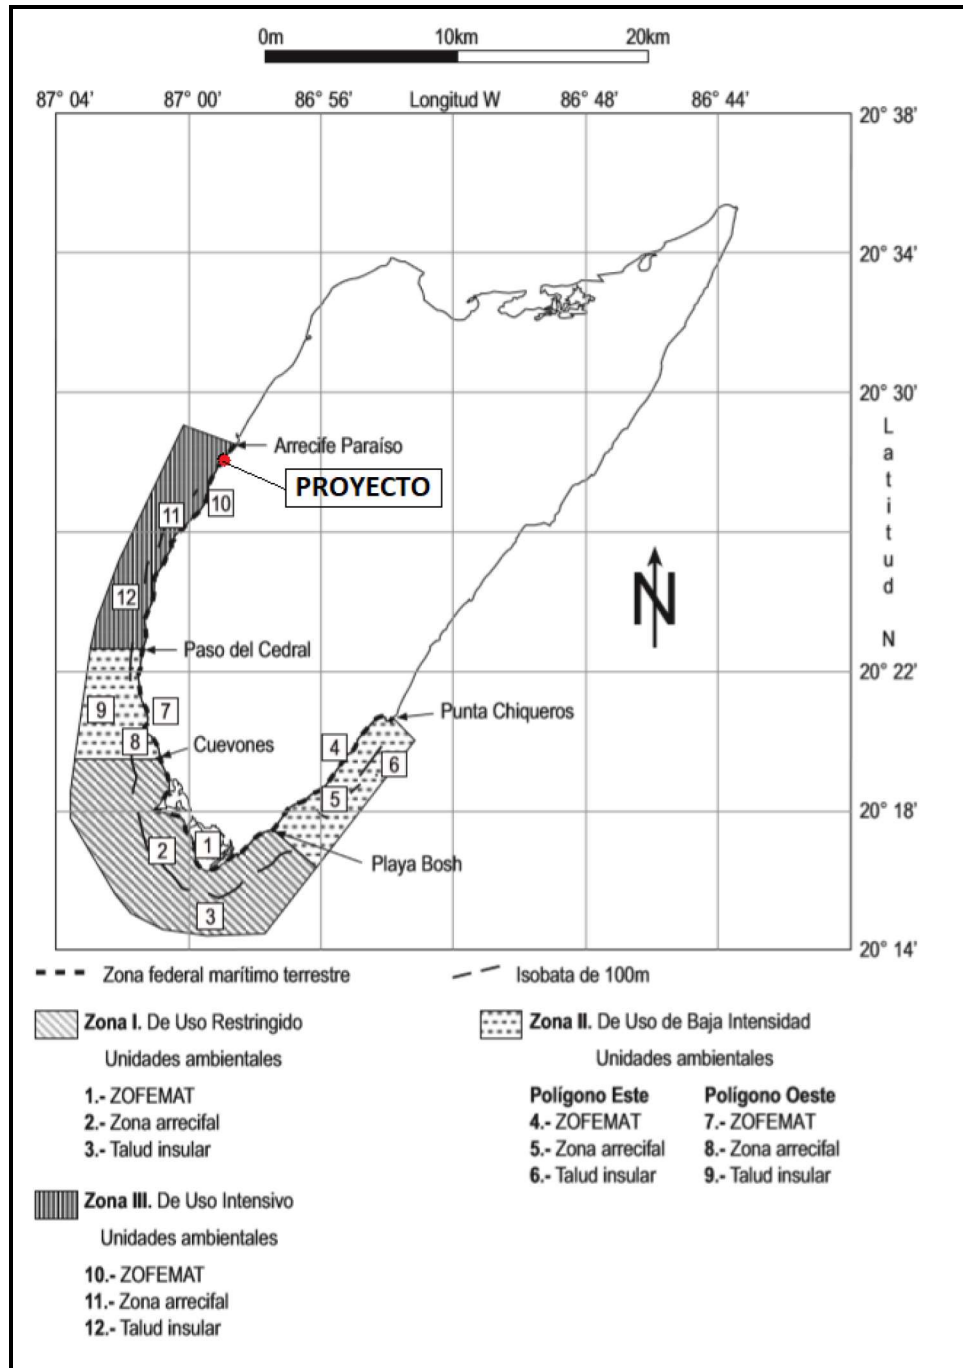 0m 10km 20km
87° 04' 87° 00' 86° 56' Longitud W 86° 48' 86° 44'
20° 38'
20° 34'
20° 30'
Latitud N
Arrecife Paraíso
PROYECTO
10
11
12
Paso del Cedral
20° 22'
9
7
Punta Chiqueros
8
Cuevones
4
6
5
20° 18'
2
1
Playa Bosh
3
N
20° 14'
Zona federal marítimo terrestre
Isobata de 100m
Zona I. De Uso Restringido
Unidades ambientales
1.- ZOFEMAT
2.- Zona arrecifal
3.- Talud insular
Zona II. De Uso de Baja Intensidad
Unidades ambientales
Polígono Este Polígono Oeste
4.- ZOFEMAT 7.- ZOFEMAT
5.- Zona arrecifal 8.- Zona arrecifal
6.- Talud insular 9.- Talud insular
Zona III. De Uso Intensivo
Unidades ambientales
10.- ZOFEMAT
11.- Zona arrecifal
12.- Talud insular